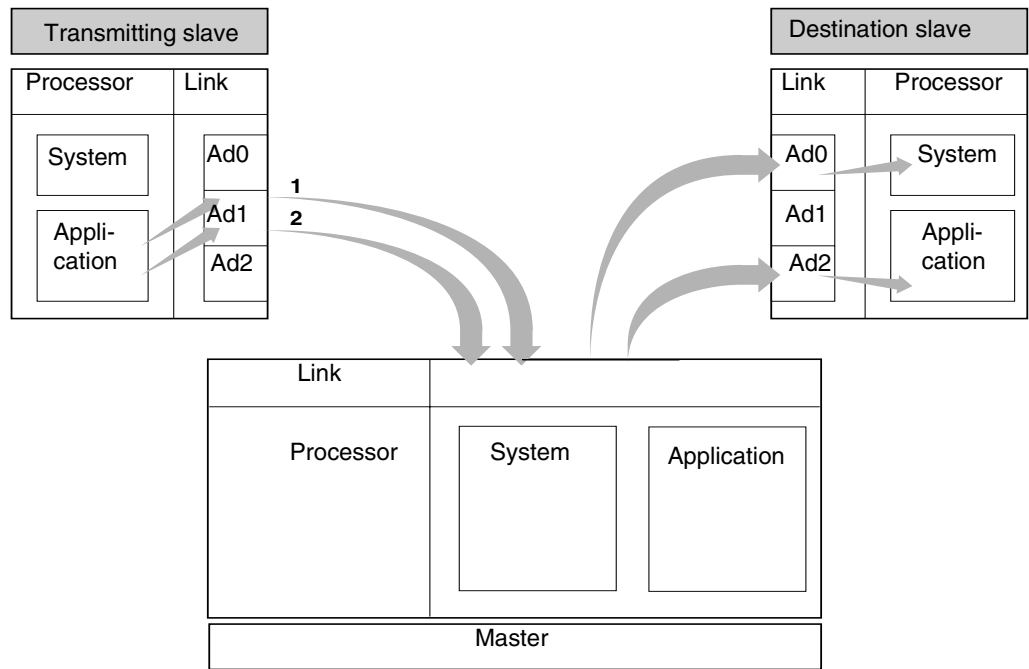 Transmitting slave
Destination slave
Processor
Link
System
Appli-
cation
Ad0
Ad1
Ad2
1
2
Link
Processor
Ad0
Ad1
Ad2
System
Appli-
cation
Link
Processor
System
Application
Master